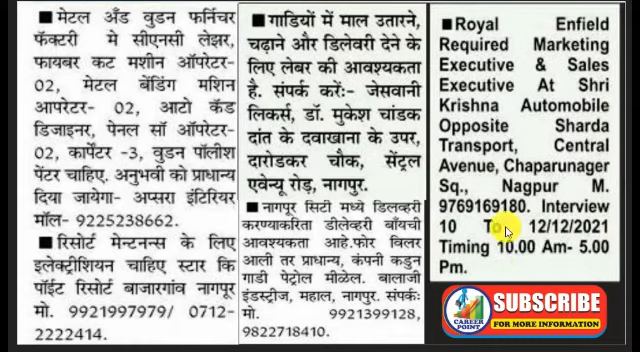 ■ मेटल अँड वुडन फर्निचर
फॅक्टरी मे सीएनसी लेझर,
फायबर कट मशीन ऑपरेटर-
02, मेटल बेंडिंग मशिन
आपरेटर- 02, आटो कॅड
डिजाइनर, पेनल सॉ ऑपरेटर-
02, कार्पेटर -3, वुडन पॉलीश
पेंटर चाहिए. अनुभवी को प्राधान्य
दिया जायेगा- अप्सरा इंटिरियर
मॉल- 9225238662.
■ रिसोर्ट मेन्टनन्स के लिए
इलेक्ट्रीशियन चाहिए स्टार कि
पॉईट रिसोर्ट बाजारगांव नागपूर
मो. 9921997979/ 0712-
2222414.
■ गाडियों में माल उतारने,
चढ़ाने और डिलेवरी देने के
लिए लेबर की आवश्यकता
है. संपर्क करें:- जेसवानी
लिकर्स, डॉ. मुकेश चांडक
दांत के दवाखाना के उपर,
दारोडकर चौक, सेंट्रल
एवेन्यू रोड़, नागपुर.
■ नागपूर सिटी मध्ये डिलव्हरी
करण्याकरिता डीलेव्हरी बाँयची
आवश्यकता आहे.फोर विलर
आली तर प्राधान्य, कंपनी कडुन
गाडी पेट्रोल मीळेल. बालाजी
इंडस्ट्रीज, महाल, नागपुर. संपर्कः
मो. 9921399128,
9822718410.
■ Royal Enfield
Required Marketing
Executive & Sales
Executive At Shri
Krishna Automobile
Opposite Sharda
Transport, Central
Avenue, Chaparunager
Sq., Nagpur M.
9769169180. Interview
10 To 12/12/2021
Timing 10.00 Am- 5.00
Pm.
CAREER
POINT
SUBSCRIBE
FOR MORE INFORMATION